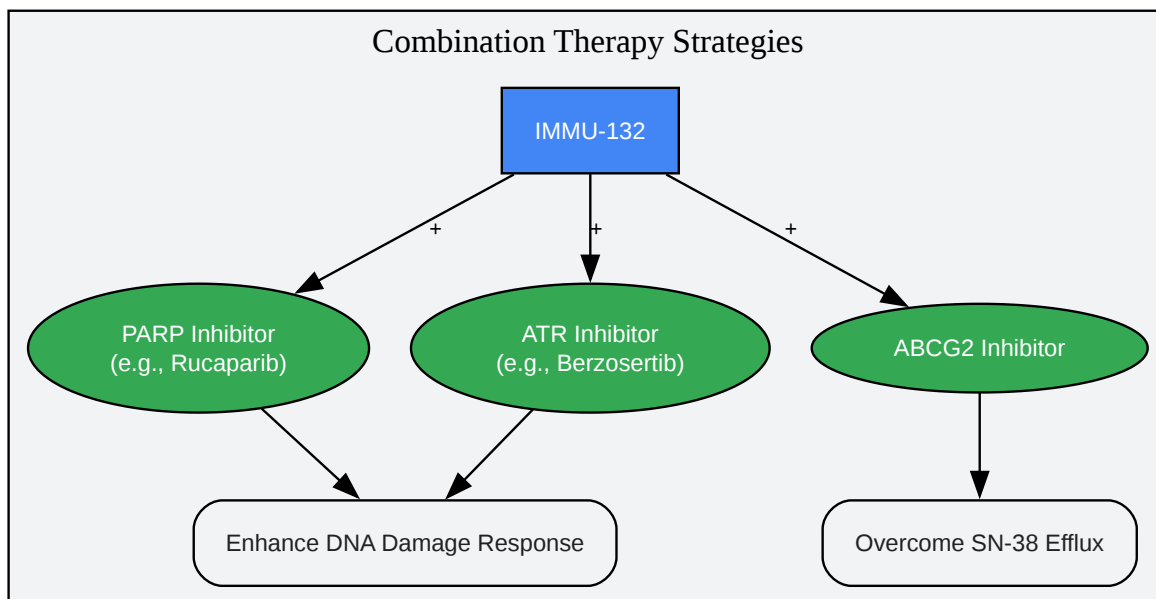 Combination Therapy Strategies
IMMU-132
+
+
+
PARP Inhibitor
(e.g., Rucaparib)
ATR Inhibitor
(e.g., Berzosertib)
ABCG2 Inhibitor
Enhance DNA Damage Response
Overcome SN-38 Efflux